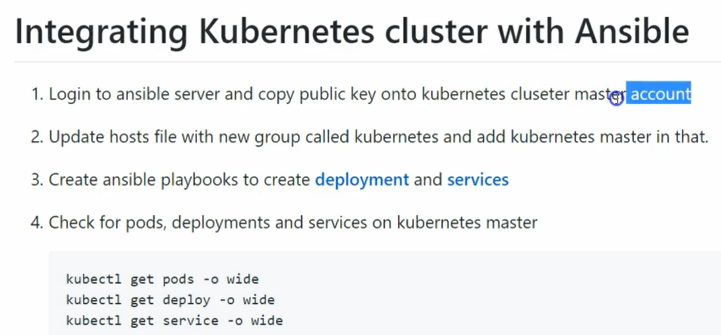 Integrating Kubernetes cluster with Ansible
1. Login to ansible server and copy public key onto kubernetes cluseter master account
2. Update hosts file with new group called kubernetes and add kubernetes master in that.
3. Create ansible playbooks to create deployment and services
4. Check for pods, deployments and services on kubernetes master
kubectl get pods -o wide
kubectl get deploy -o wide
kubectl get service -o wide